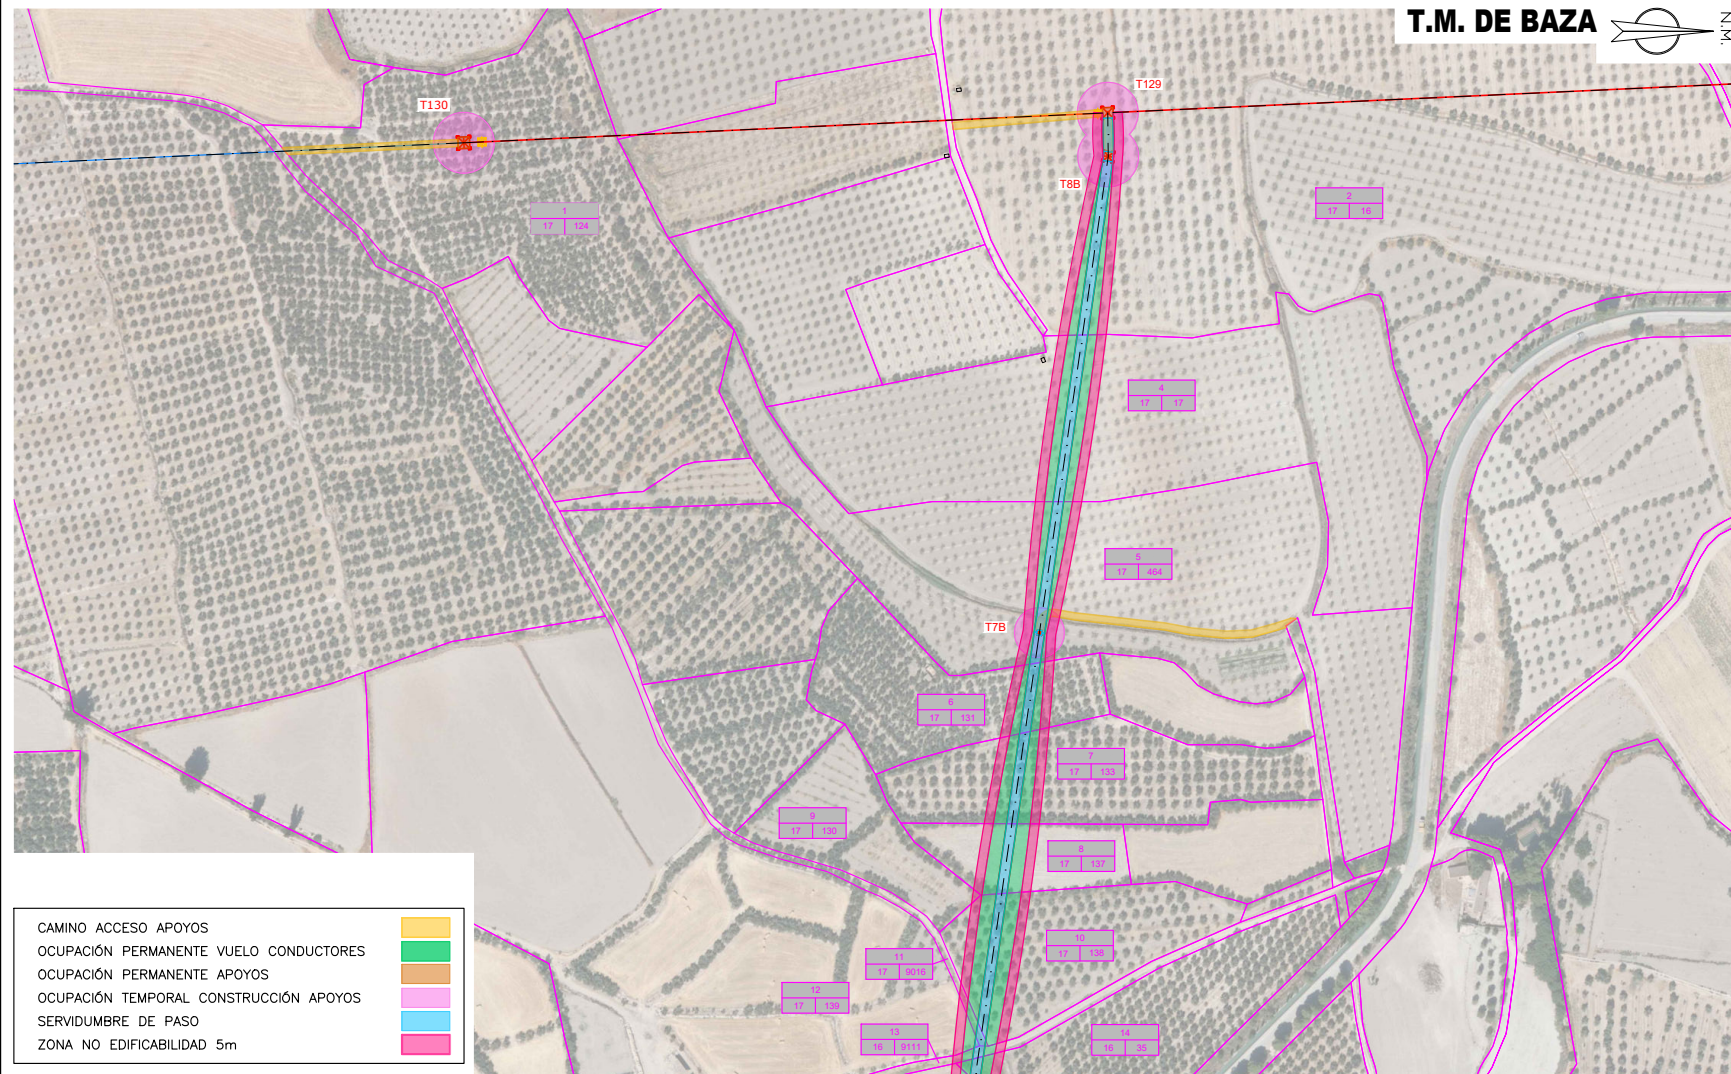 T.M. DE BAZA
N.M.
T129
T130
T8B
2
17 16
1
17 124
4
17 17
5
17 464
T7B
6
17 131
7
17 133
9
17 130
8
17 137
10
17 138
11
17 9016
12
17 139
13
16 9111
14
16 35
CAMINO ACCESO APOYOS
OCUPACIÓN PERMANENTE VUELO CONDUCTORES
OCUPACIÓN PERMANENTE APOYOS
OCUPACIÓN TEMPORAL CONSTRUCCIÓN APOYOS
SERVIDUMBRE DE PASO
ZONA NO EDIFICABILIDAD 5m